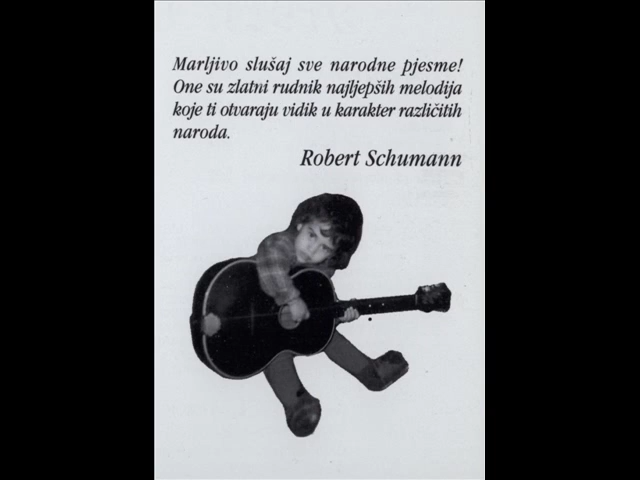 Marljivo slušaj sve narodne pjesme!
One su zlatni rudnik najljepših melodija
koje ti otvaraju vidik u karakter različitih
naroda.
Robert Schumann